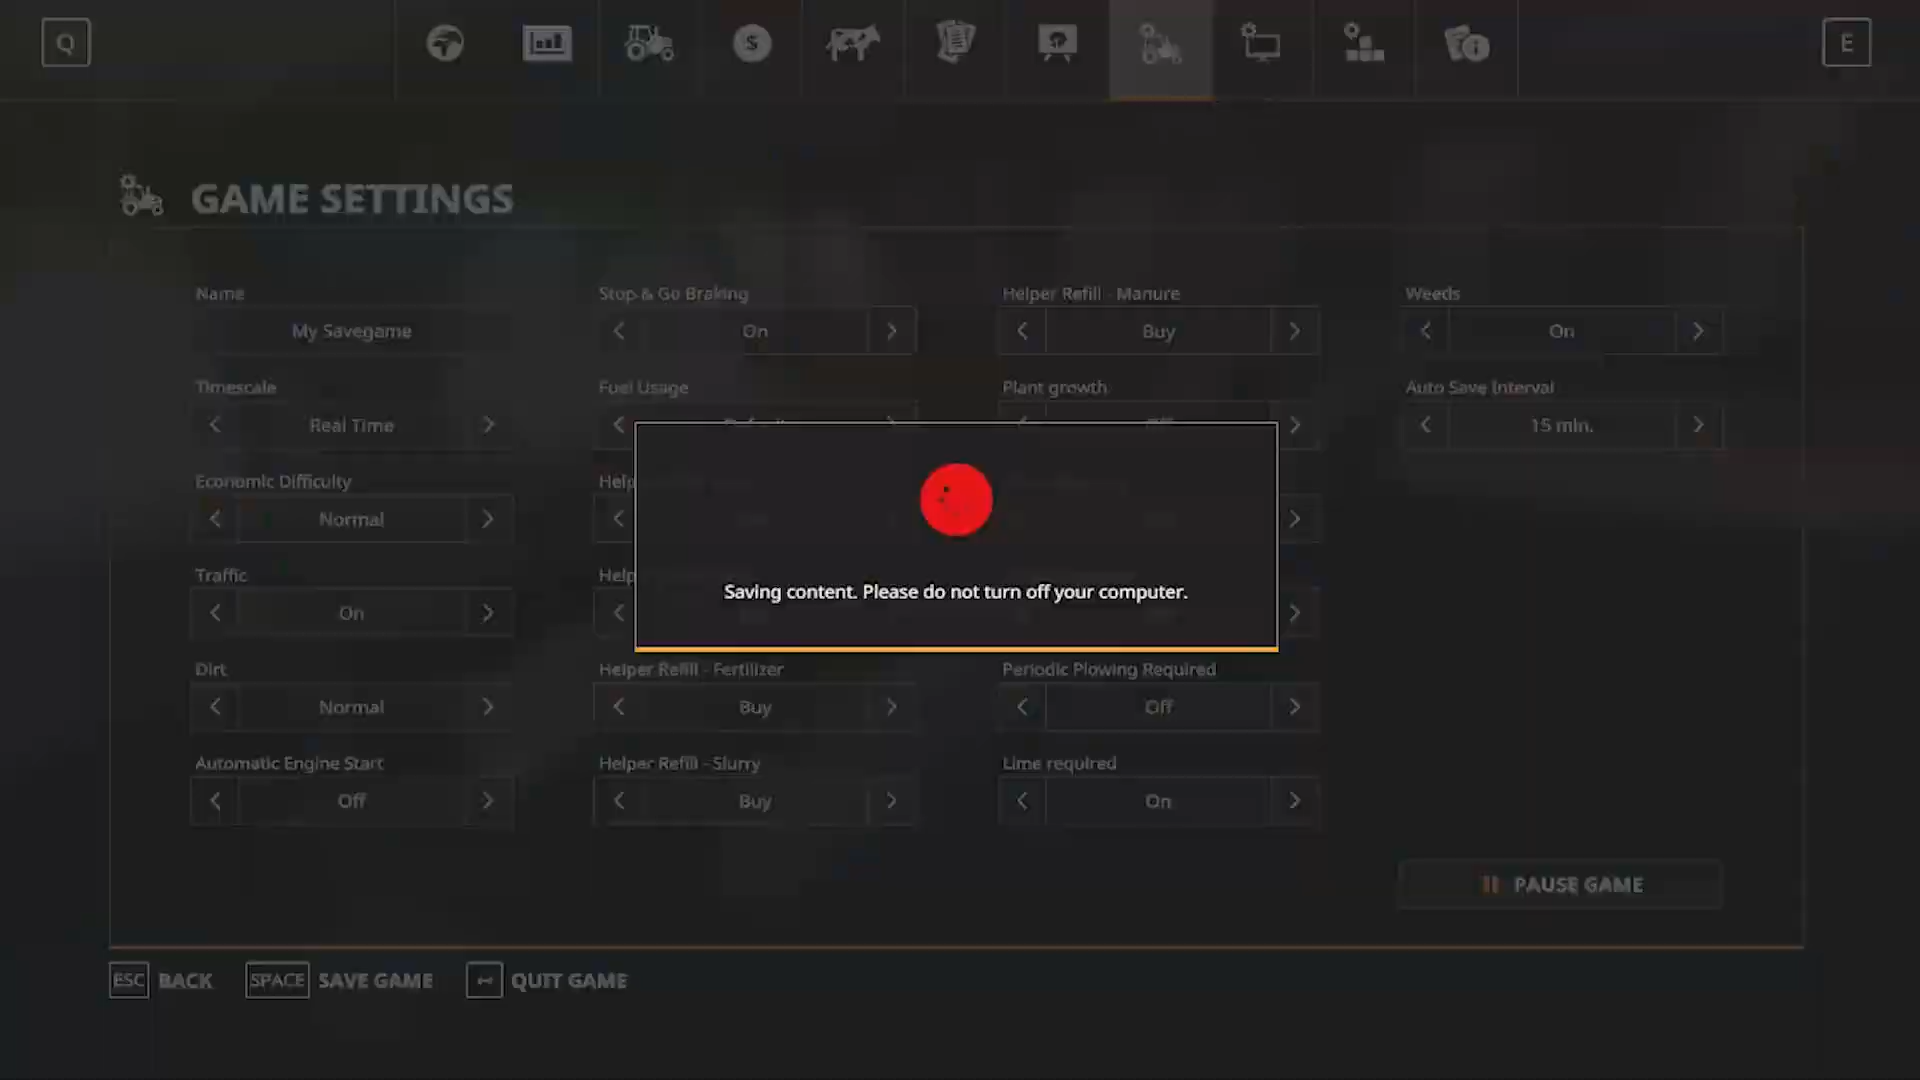 Q
E
GAME SETTINGS
Name
My Savegame
Timescale
Real Time
Economic Difficulty
Normal
Traffic
On
Dirt
Normal
Automatic Engine Start
Off
Stop & Go Braking
On
Fuel Usage
Help
Help
Helper Refill - Fertilizer
Buy
Helper Refill - Slurry
Buy
Helper Refill - Manure
Buy
Plant growth
Periodic Plowing Required
Off
Lime required
On
Weeds
On
Auto Save Interval
15 min.
Saving content. Please do not turn off your computer.
PAUSE GAME
ESC BACK SPACE SAVE GAME QUIT GAME